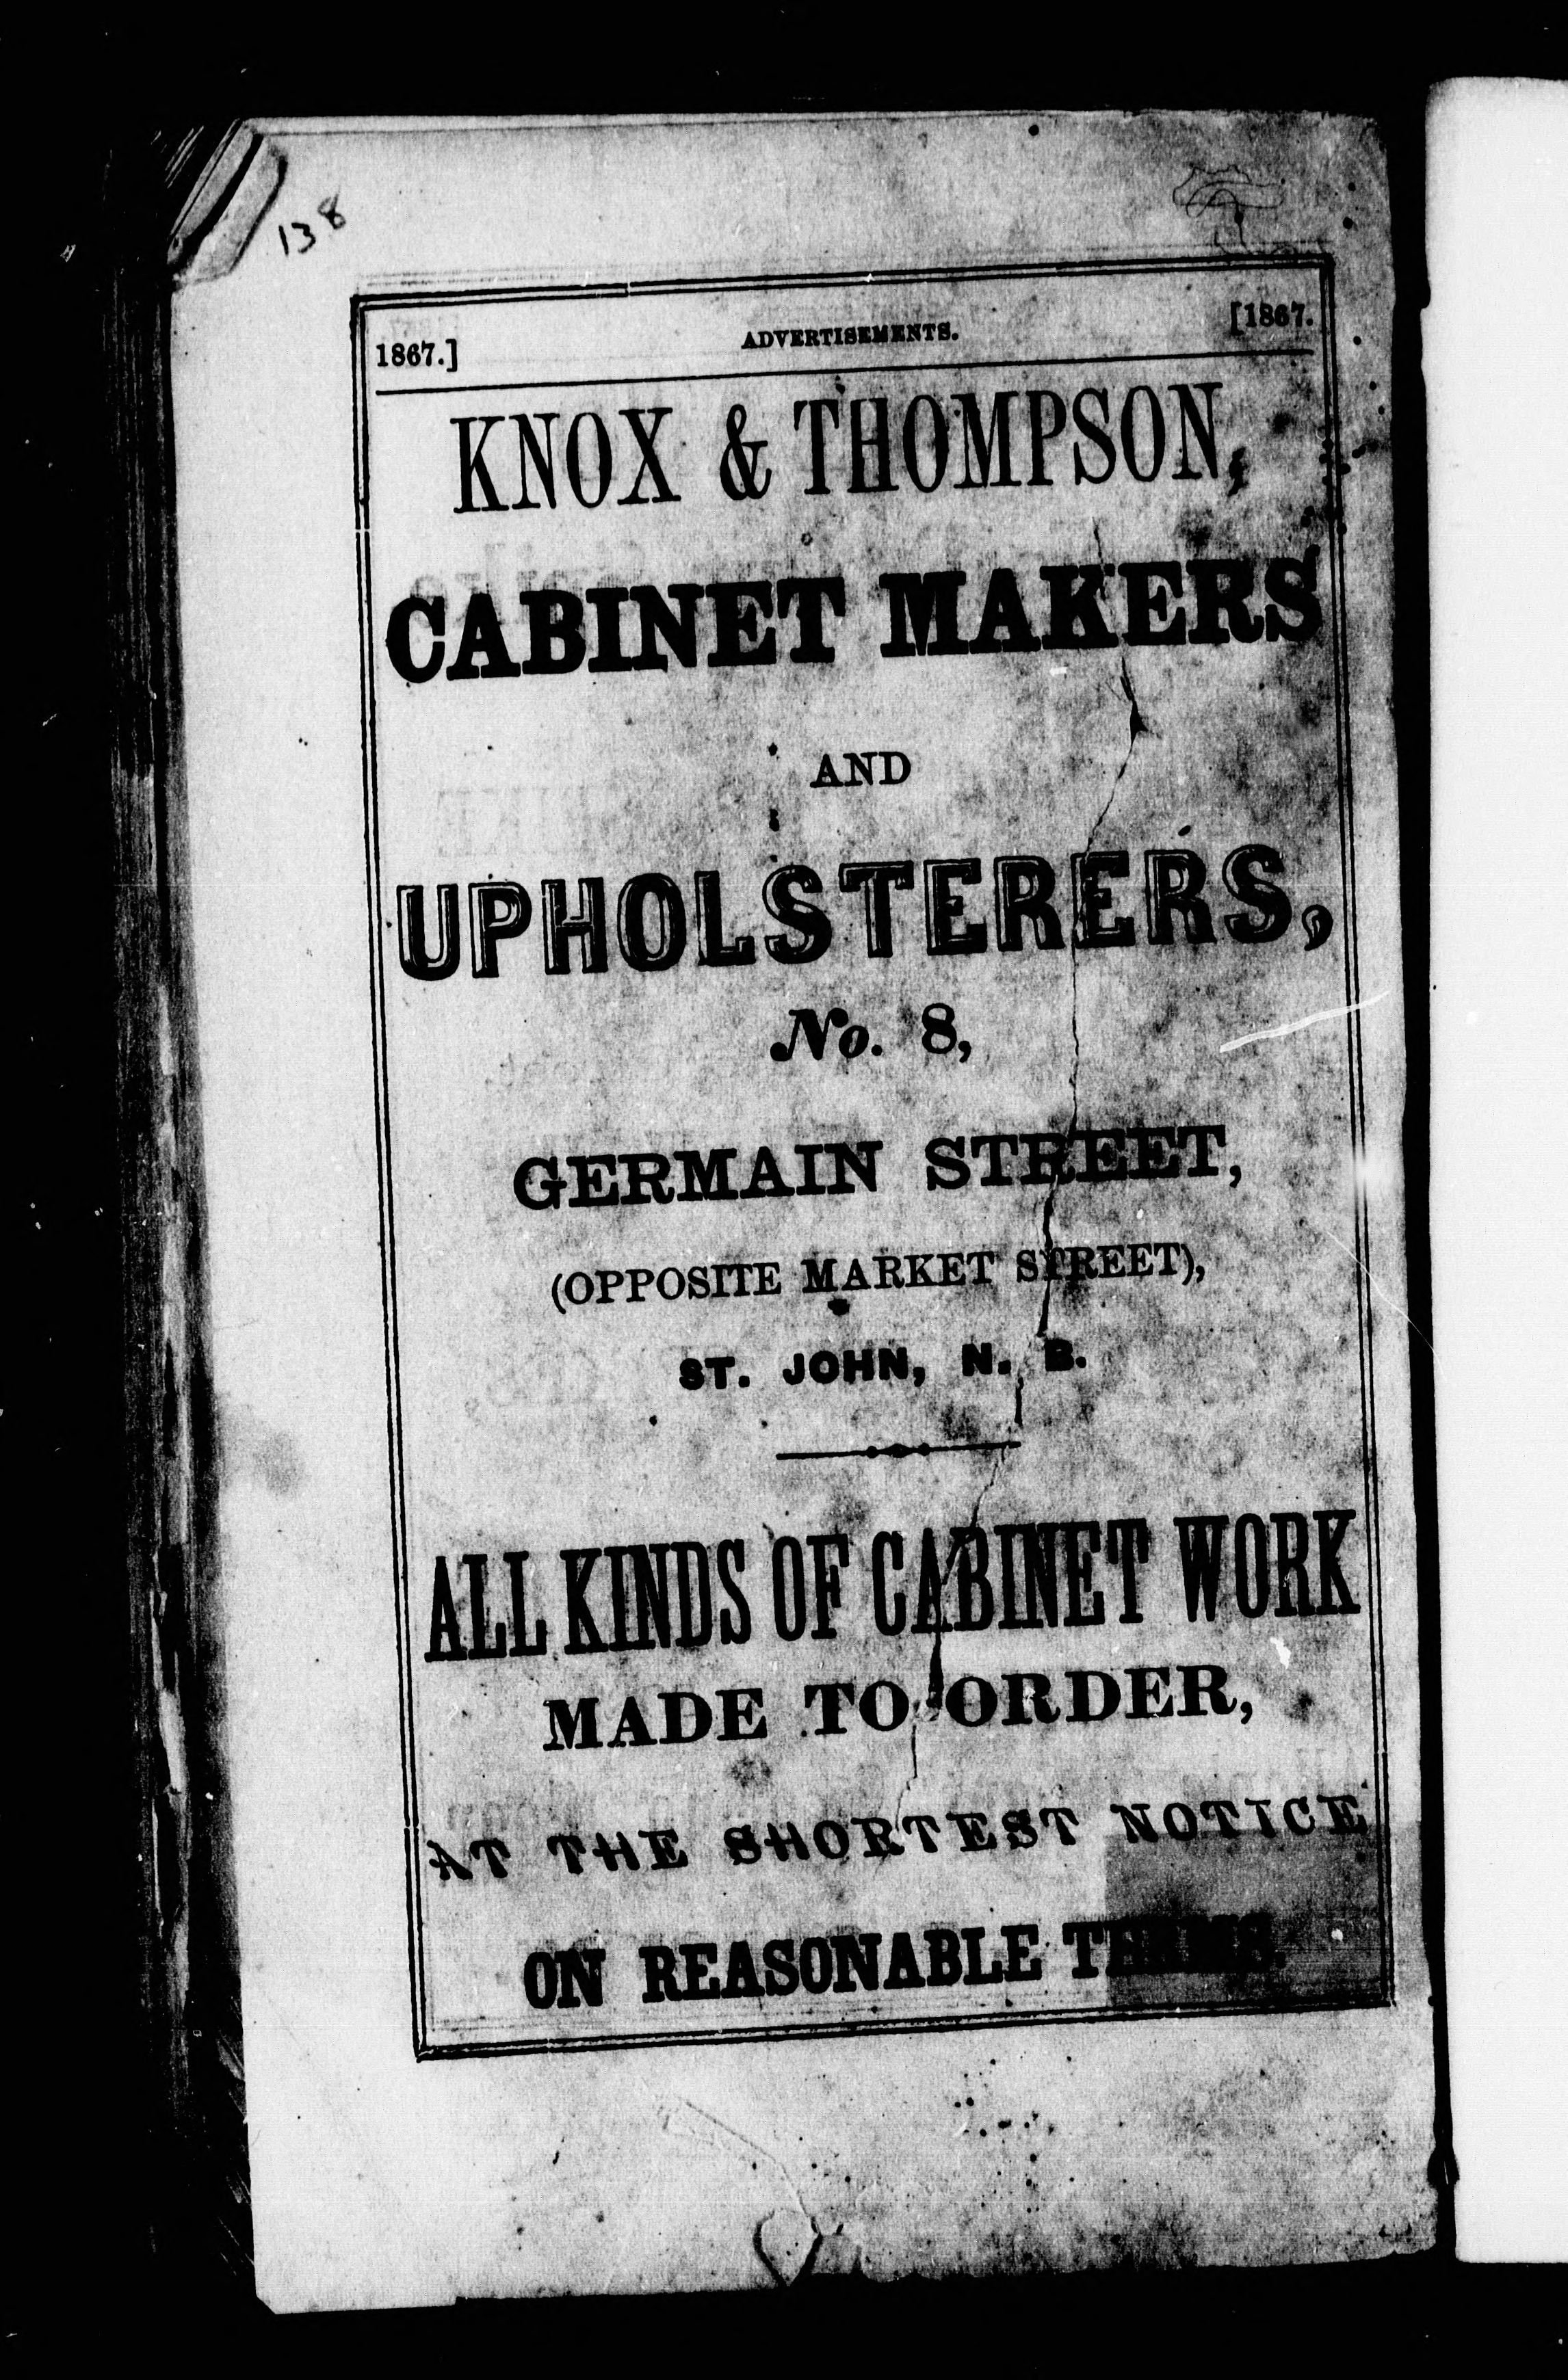 138
1867.] ADVERTISEMENTS. [1867.
KNOX & THOMPSON,
CABINET MAKERS
AND
UPHOLSTERERS,
No. 8,
GERMAIN STREET,
(OPPOSITE MARKET STREET),
ST. JOHN, N. B.
ALL KINDS OF CABINET WORK
MADE TO ORDER,
AT THE SHORTEST NOTICE
ON REASONABLE TERMS.